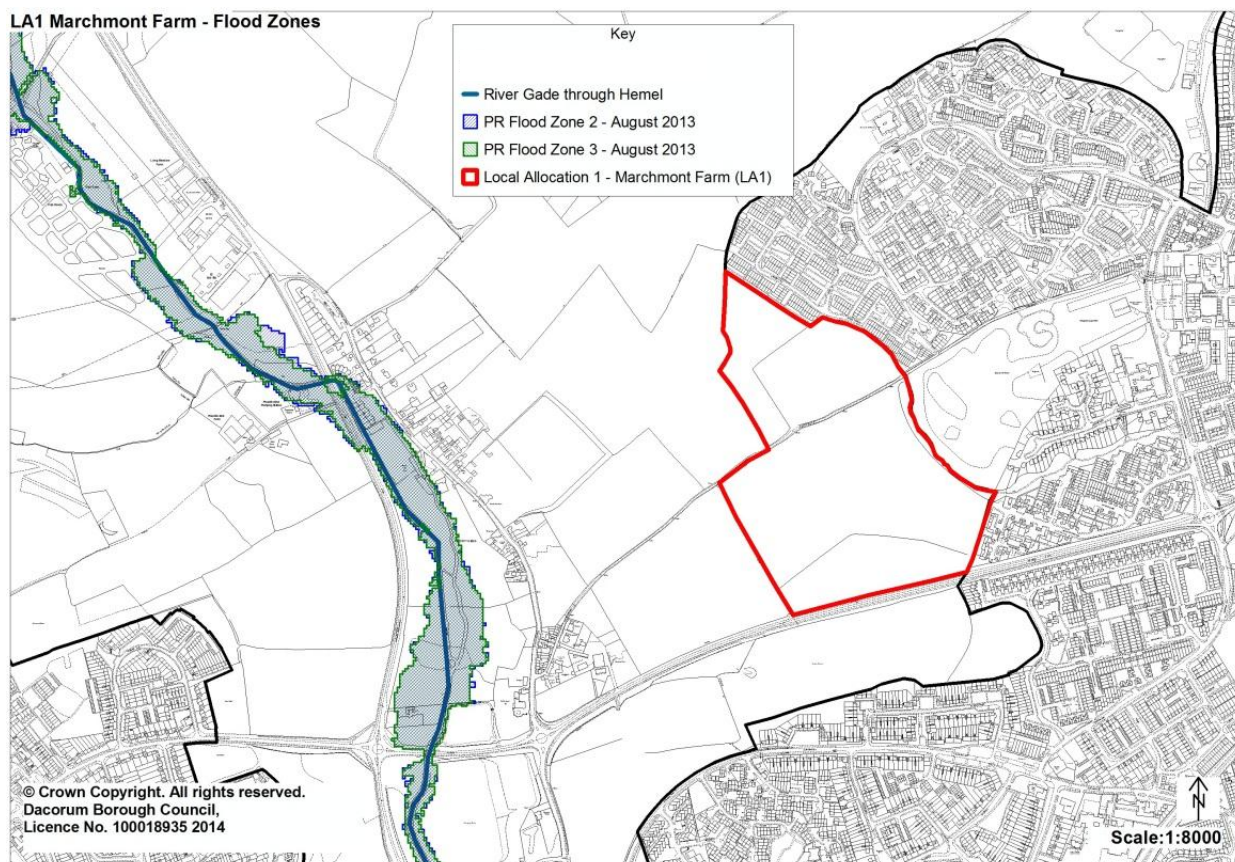 LA1 Marchmont Farm - Flood Zones
Key
River Gade through Hemel
PR Flood Zone 2 - August 2013
PR Flood Zone 3 - August 2013
Local Allocation 1 - Marchmont Farm (LA1)
© Crown Copyright. All rights reserved.
Dacorum Borough Council,
Licence No. 100018935 2014
N
Scale:1:8000